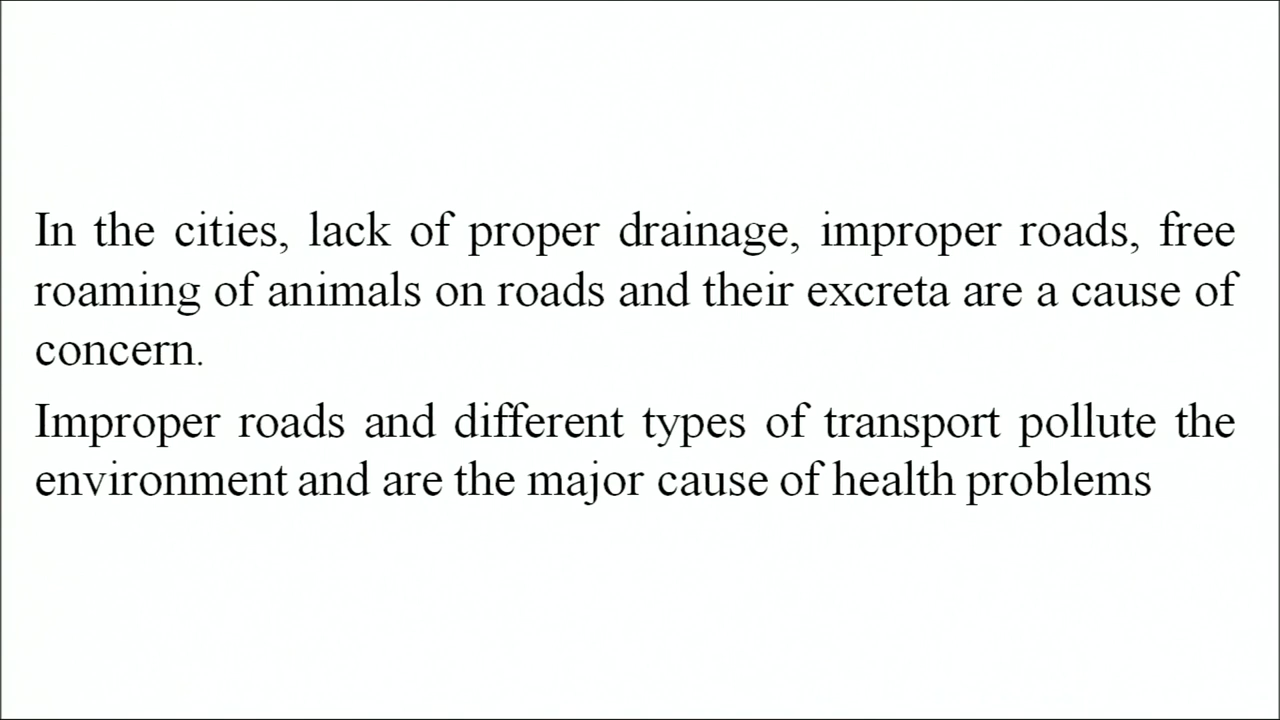 In the cities, lack of proper drainage, improper roads, free
roaming of animals on roads and their excreta are a cause of
concern.
Improper roads and different types of transport pollute the
environment and are the major cause of health problems